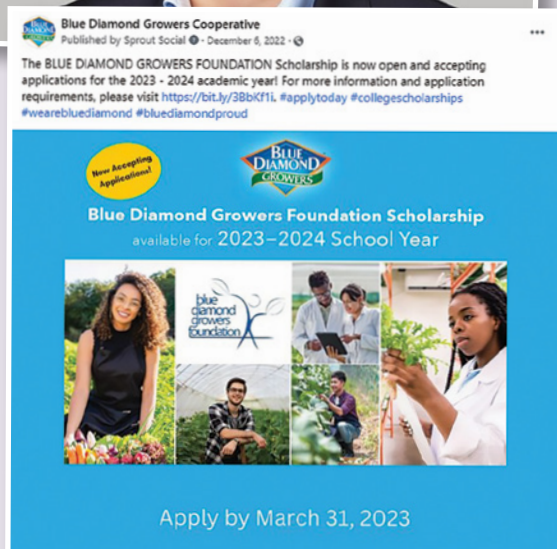 Blue Diamond Growers Cooperative
Published by Sprout Social · December 6, 2022 ·
The BLUE DIAMOND GROWERS FOUNDATION Scholarship is now open and accepting
applications for the 2023 - 2024 academic year! For more information and application
requirements, please visit https://bit.ly/3BbKf1i. #applytoday #collegescholarships
#wearebluediamond #bluediamondproud
Now Accepting
Applications!
BLUE
DIAMOND
GROWERS
Blue Diamond Growers Foundation Scholarship
available for 2023–2024 School Year
blue
diamond
growers
foundation
Apply by March 31, 2023